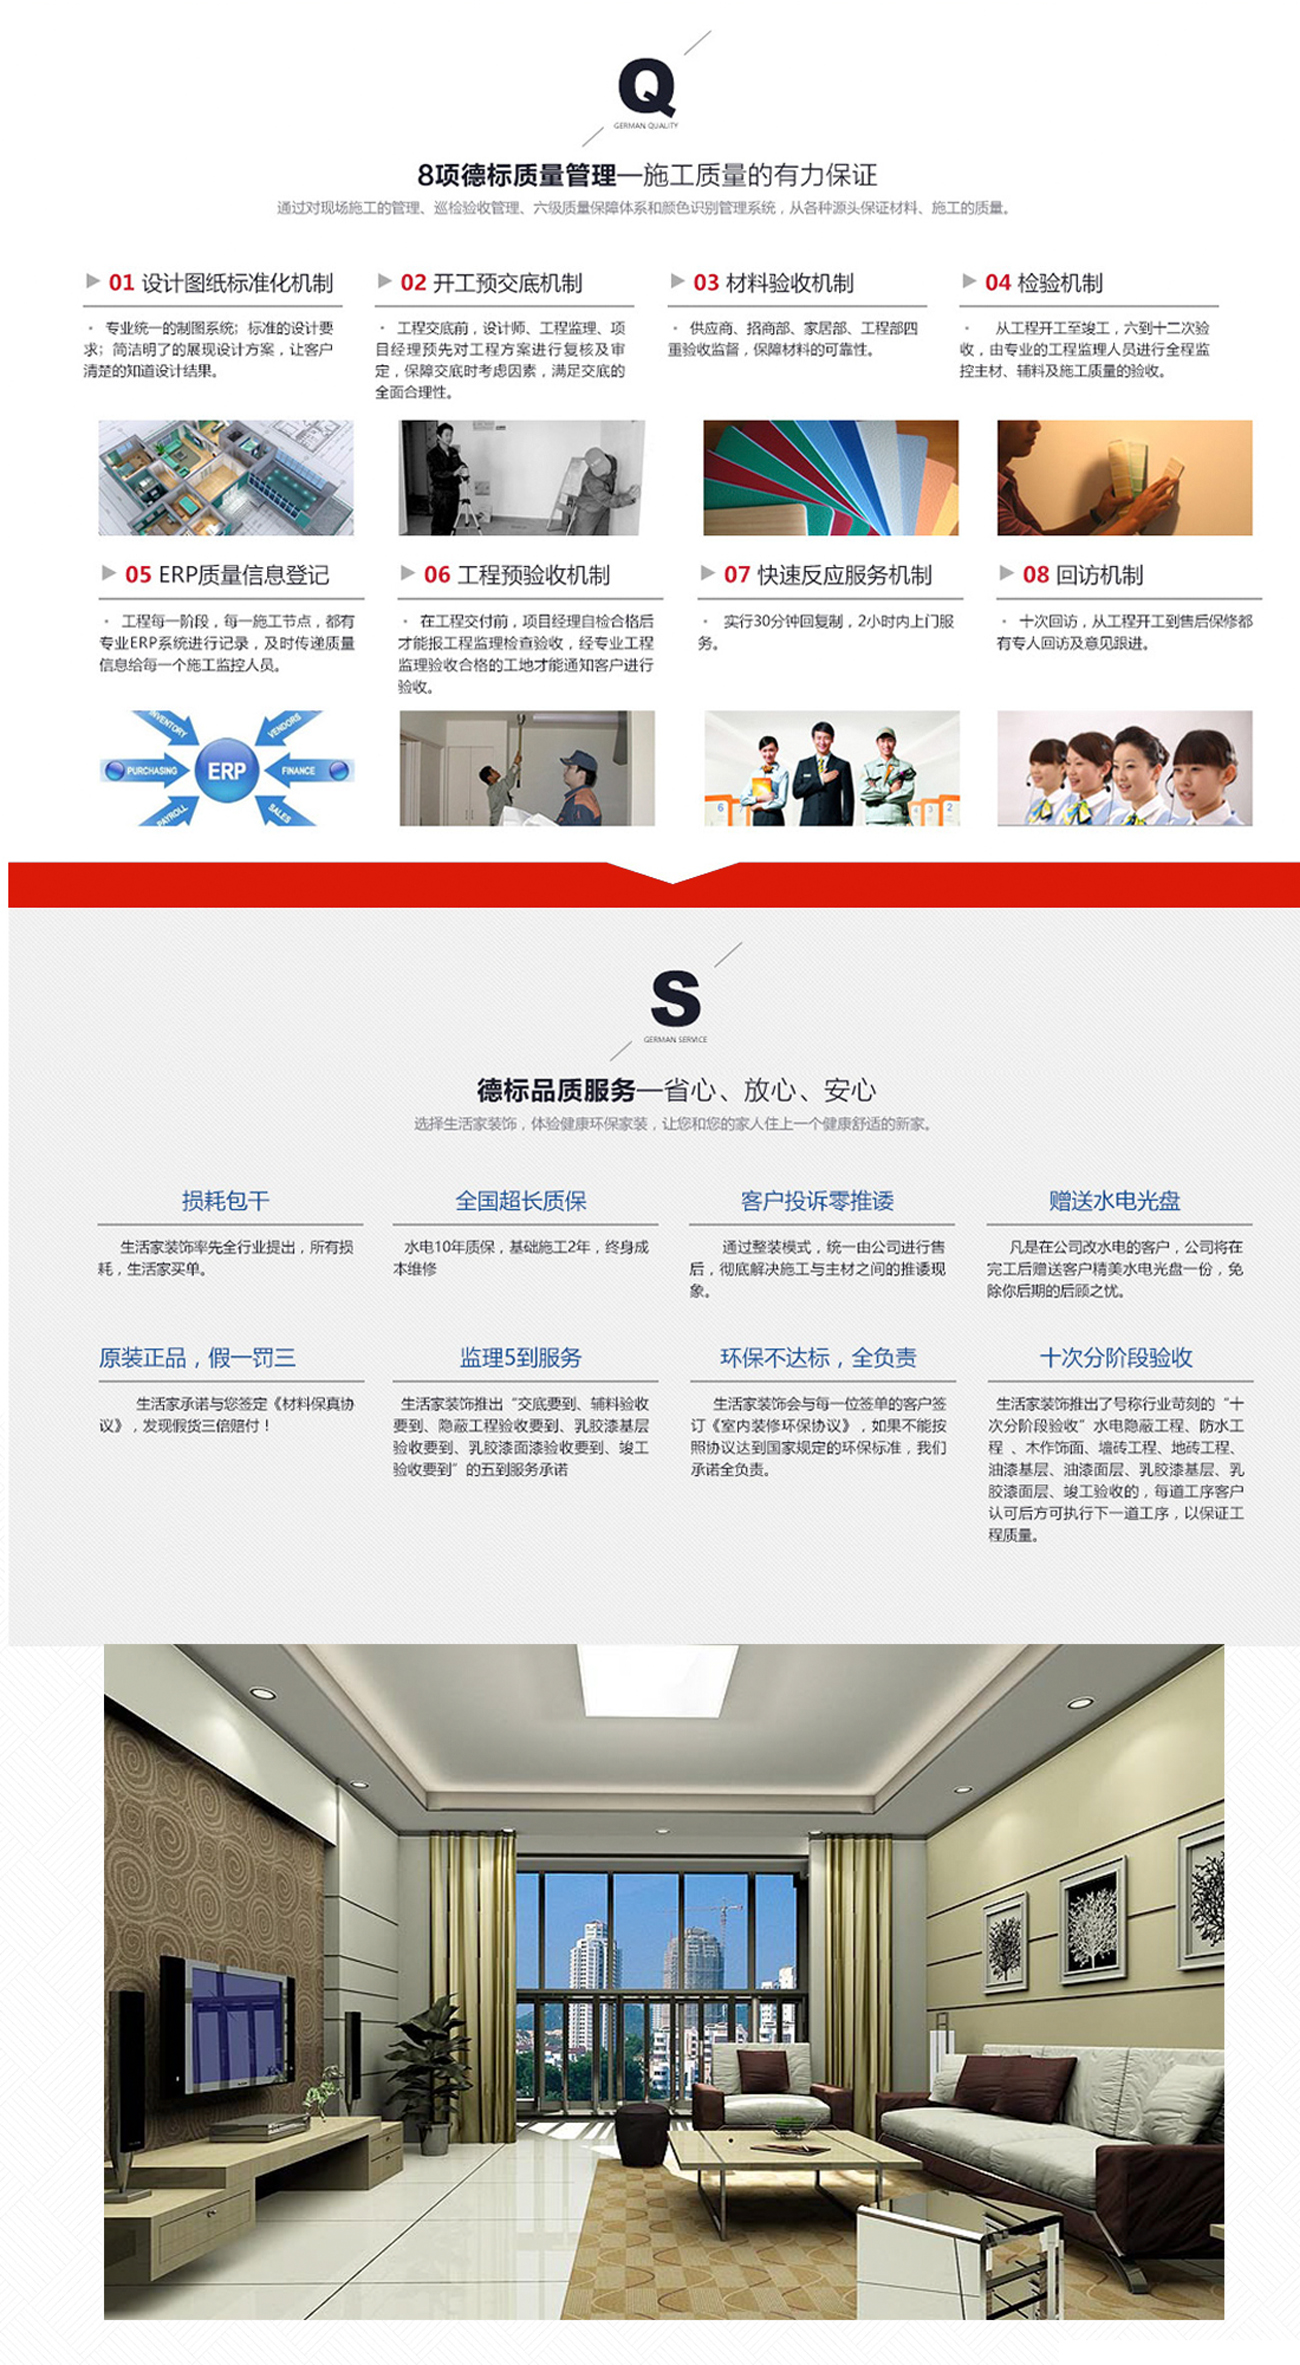 Q
GERMAN QUALITY
8项德标质量管理—施工质量的有力保证
通过对现场施工的管理、巡检验收管理、六级质量保障体系和颜色识别管理系统，从各种源头保证材料、施工的质量。
01 设计图纸标准化机制
专业统一的制图系统；标准的设计要
求；简洁明了的展现设计方案，让客户
清楚的知道设计结果。
02 开工预交底机制
工程交底前，设计师、工程监理、项
目经理预先对工程方案进行复核及审
定，保障交底时考虑因素，满足交底的
全面合理性。
03 材料验收机制
供应商、招商部、家居部、工程部四
重验收监督，保障材料的可靠性。
04 检验机制
从工程开工至竣工，六到十二次验
收，由专业的工程监理人员进行全程监
控主材、辅料及施工质量的验收。
05 ERP质量信息登记
工程每一阶段，每一施工节点，都有
专业ERP系统进行记录，及时传递质量
信息给每一个施工监控人员。
06 工程预验收机制
在工程交付前，项目经理自检合格后
才能报工程监理检查验收，经专业工程
监理验收合格的工地才能通知客户进行
验收。
07 快速反应服务机制
实行30分钟回复制，2小时内上门服
务。
08 回访机制
十次回访，从工程开工到售后保修都
有专人回访及意见跟进。
INVENTORY
VENDORS
PURCHASING
ERP
FINANCE
PAYROLL
SALES
6
4
3
2
S
GERMAN SERVICE
德标品质服务—省心、放心、安心
选择生活家装饰，体验健康环保家装，让您和您的家人住上一个健康舒适的新家。
损耗包干
生活家装饰率先全行业提出，所有损
耗，生活家买单。
全国超长质保
水电10年质保，基础施工2年，终身成
本维修
客户投诉零推诿
通过整装模式，统一由公司进行售
后，彻底解决施工与主材之间的推诿现
象。
赠送水电光盘
凡是在公司改水电的客户，公司将在
完工后赠送客户精美水电光盘一份，免
除你后期的后顾之忧。
原装正品，假一罚三
生活家承诺与您签定《材料保真协
议》，发现假货三倍赔付！
监理5到服务
生活家装饰推出“交底要到、辅料验收
要到、隐蔽工程验收要到、乳胶漆基层
验收要到、乳胶漆面漆验收要到、竣工
验收要到”的五到服务承诺
环保不达标，全负责
生活家装饰会与每一位签单的客户签
订《室内装修环保协议》，如果不能按
照协议达到国家规定的环保标准，我们
承诺全负责。
十次分阶段验收
生活家装饰推出了号称行业苛刻的“十
次分阶段验收”水电隐蔽工程、防水工
程 、木作饰面、墙砖工程、地砖工程、
油漆基层、油漆面层、乳胶漆基层、乳
胶漆面层、竣工验收的，每道工序客户
认可后方可执行下一道工序，以保证工
程质量。